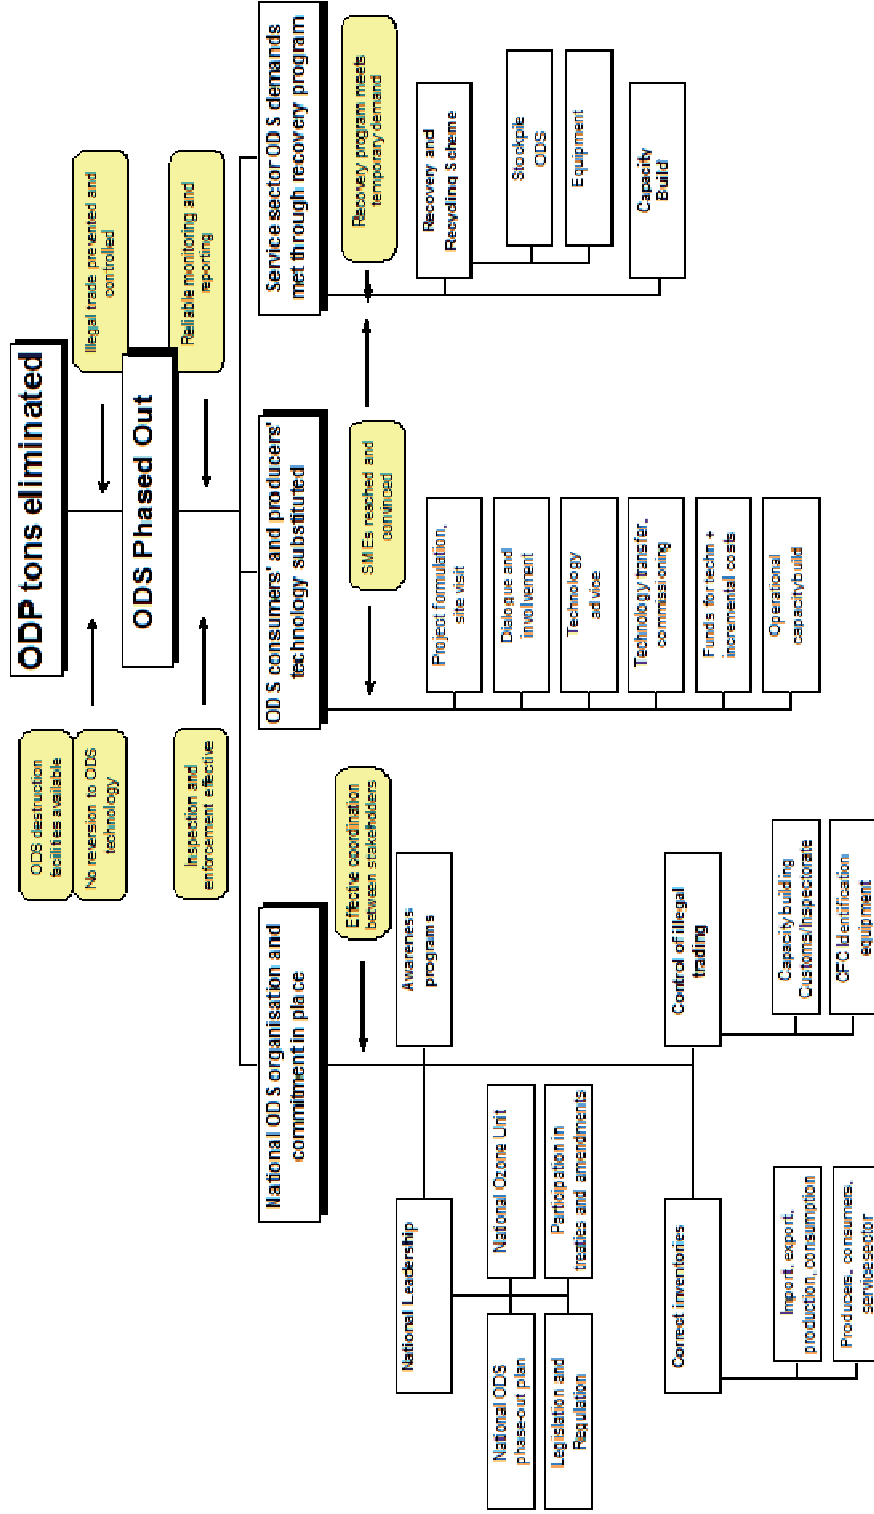 ODP tons eliminated
ODS destruction
facilities available
No reversion to ODS
technology
Illegal trade prevented and
controlled
ODS Phased Out
Inspection and
enforcement effective
Reliable monitoring and
reporting
National ODS organisation and
commitment in place
ODS consumers' and producers'
technology substituted
Service sector ODS demands
met through recovery program
Effective coordination
between stakeholders
SMEs reached and
convinced
Recovery program meets
temporary demand
National Leadership
Awareness
programs
National ODS
phase-out plan
National Ozone Unit
Legislation and
Regulation
Participation in
treaties and amendments
Correct inventories
Control of illegal
trading
Import, export,
production, consumption
Producers, consumers,
service sector
Capacity building
Customs/Inspectorate
CFC Identification
equipment
Project formulation,
site visit
Dialogue and
involvement
Technology
advice
Technology transfer,
commissioning
Funds for techn +
incremental costs
Operational
capacity build
Recovery and
Recycling Scheme
Stockpile
ODS
Equipment
Capacity
Build